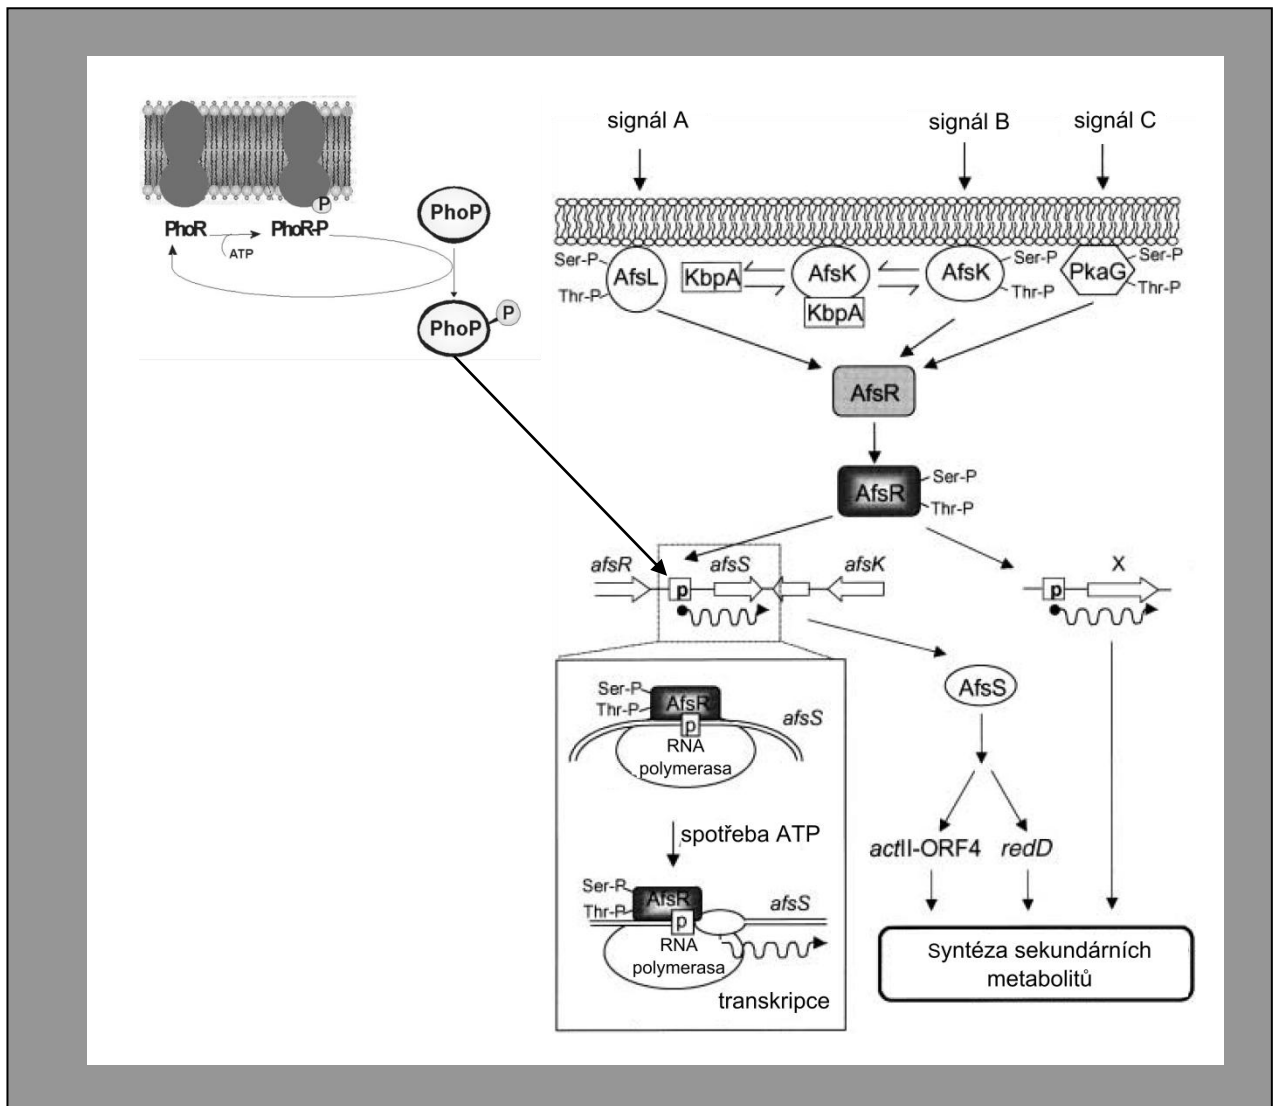 signál A
signál B
signál C
P
PhoR
PhoR-P
ATP
PhoP
PhoP
P
Ser-P
Thr-P
AfsL
KbpA
AfsK
KbpA
AfsK
Ser-P
Thr-P
PkaG
Ser-P
Thr-P
AfsR
AfsR
Ser-P
Thr-P
afsR
afsS
afsK
p
X
p
Ser-P
Thr-P
AfsR
p
afsS
RNA
polymerasa
spotřeba ATP
Ser-P
Thr-P
AfsR
p
afsS
RNA
polymerasa
transkripce
AfsS
actII-ORF4
redD
Syntéza sekundárních
metabolitů